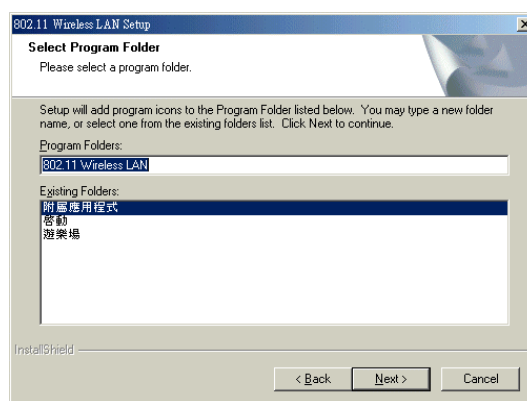 802.11 Wireless LAN Setup
Select Program Folder
Please select a program folder.
Setup will add program icons to the Program Folder listed below. You may type a new folder
name, or select one from the existing folders list. Click Next to continue.
Program Folders:
802.11 Wireless LAN
Existing Folders:
附屬應用程式
啓動
遊樂場
InstallShield
< Back
Next >
Cancel